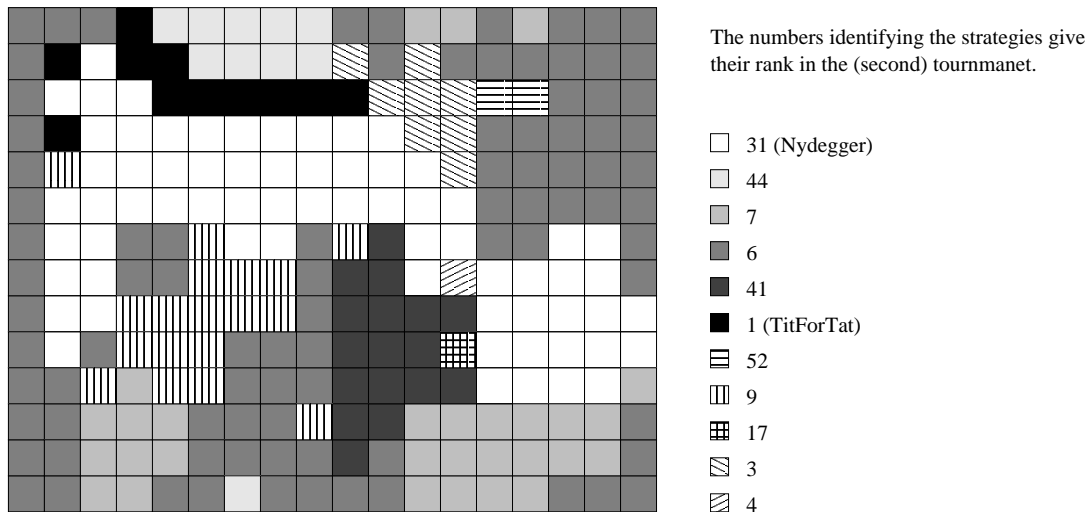 The numbers identifying the strategies give
their rank in the (second) tournmanet.
31 (Nydegger)
44
7
6
41
1 (TitForTat)
52
9
17
3
4